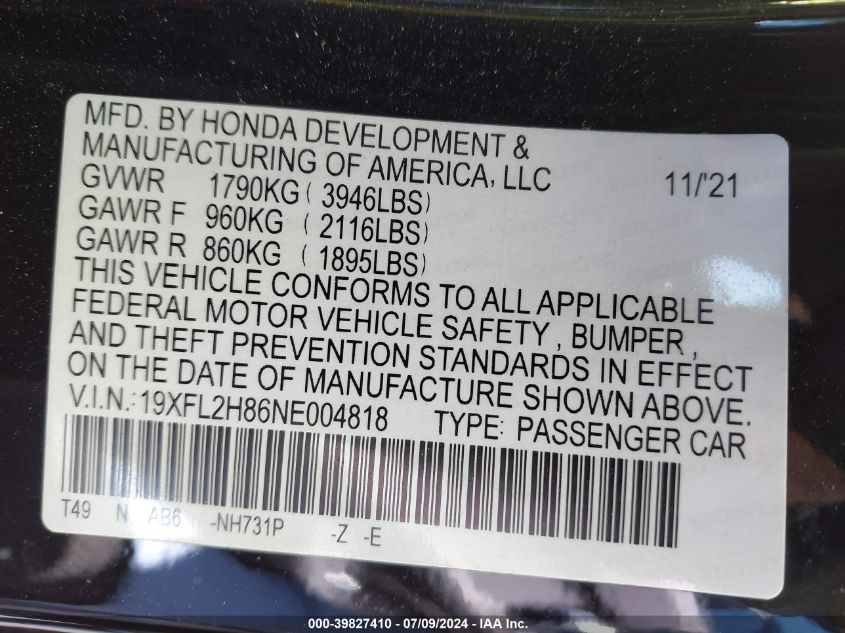 MFD. BY HONDA DEVELOPMENT &
MANUFACTURING OF AMERICA, LLC 11/'21
GVWR 1790KG ( 3946LBS)
GAWR F 960KG ( 2116LBS)
GAWR R 860KG ( 1895LBS)
THIS VEHICLE CONFORMS TO ALL APPLICABLE
FEDERAL MOTOR VEHICLE SAFETY , BUMPER ,
AND THEFT PREVENTION STANDARDS IN EFFECT
ON THE DATE OF MANUFACTURE SHOWN ABOVE.
V.I.N.:19XFL2H86NE004818 TYPE: PASSENGER CAR
T49 N AB6 -NH731P -Z -E
000-39827410 / 07/09/2024 - IAA Inc.